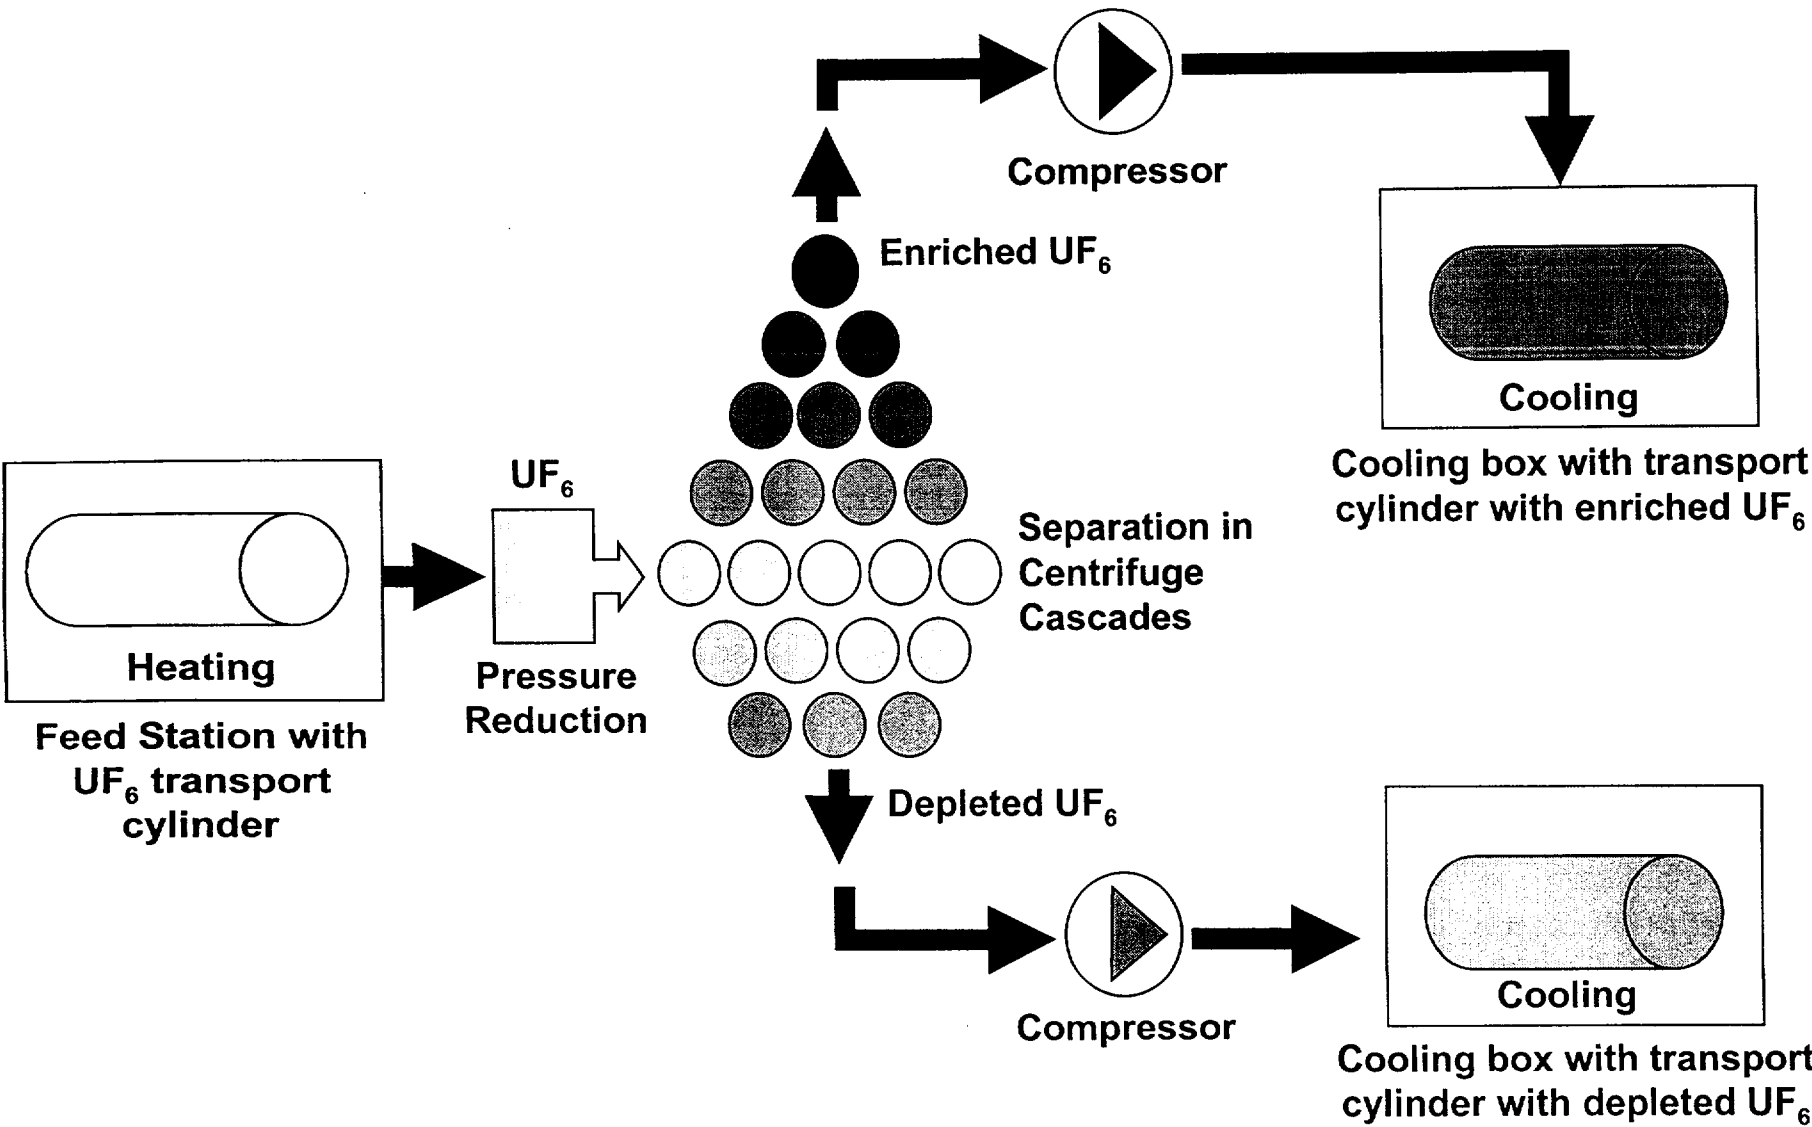 Compressor
Enriched UF6
Cooling
Cooling box with transport
cylinder with enriched UF6
UF6
Separation in
Centrifuge
Cascades
Heating
Pressure
Reduction
Feed Station with
UF6 transport
cylinder
Depleted UF6
Compressor
Cooling
Cooling box with transport
cylinder with depleted UF6